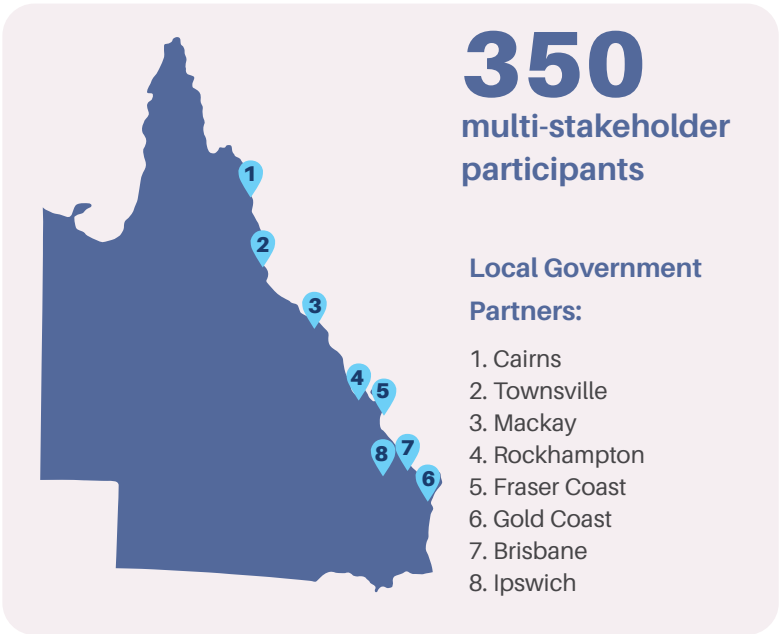 350
multi-stakeholder
participants
1
2
3
4
5
8
7
6
Local Government
Partners:
1. Cairns
2. Townsville
3. Mackay
4. Rockhampton
5. Fraser Coast
6. Gold Coast
7. Brisbane
8. Ipswich